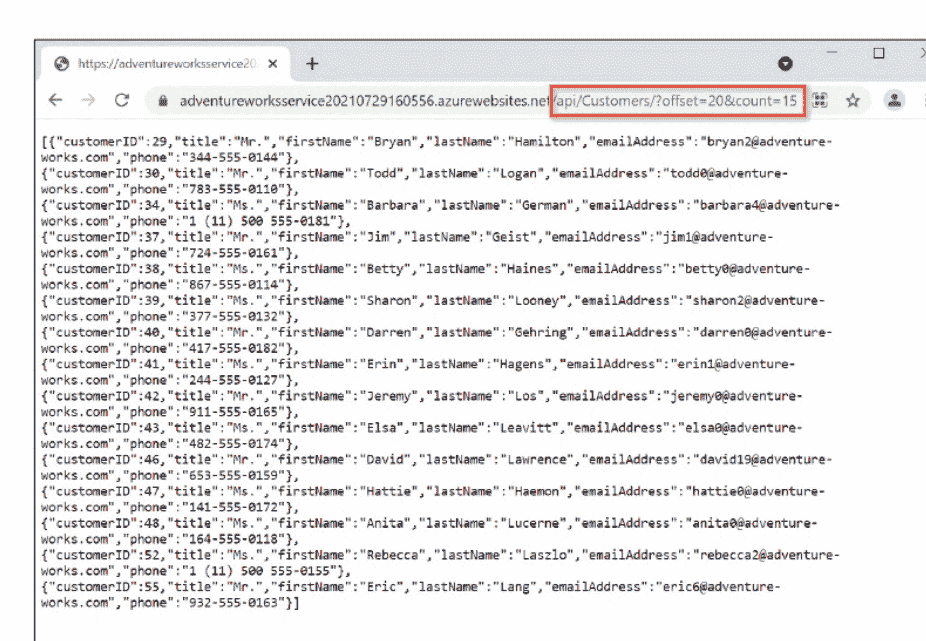 https://adventureworksservice20
adventureworksservice20210729160556.azurewebsites.net/api/Customers/?offset=20&count=15
[{"customerID":29,"title":"Mr.","firstName":"Bryan","lastName":"Hamilton","emailAddress":"bryan2@adventure-
works.com","phone":"344-555-0144"},
{"customerID":30,"title":"Mr.","firstName":"Todd","lastName":"Logan","emailAddress":"todd0@adventure-
works.com","phone":"783-555-0110"},
{"customerID":34,"title":"Ms.","firstName":"Barbara","lastName":"German","emailAddress":"barbara4@adventure-
works.com","phone":"1 (11) 500 555-0181"},
{"customerID":37,"title":"Mr.","firstName":"Jim","lastName":"Geist","emailAddress":"jim1@adventure-
works.com","phone":"724-555-0161"},
{"customerID":38,"title":"Ms.","firstName":"Betty","lastName":"Haines","emailAddress":"betty0@adventure-
works.com","phone":"867-555-0114"},
{"customerID":39,"title":"Ms.","firstName":"Sharon","lastName":"Looney","emailAddress":"sharon2@adventure-
works.com","phone":"377-555-0132"},
{"customerID":40,"title":"Mr.","firstName":"Darren","lastName":"Gehring","emailAddress":"darren0@adventure-
works.com","phone":"417-555-0182"},
{"customerID":41,"title":"Ms.","firstName":"Erin","lastName":"Hagens","emailAddress":"erin1@adventure-
works.com","phone":"244-555-0127"},
{"customerID":42,"title":"Mr.","firstName":"Jeremy","lastName":"Los","emailAddress":"jeremy0@adventure-
works.com","phone":"911-555-0165"},
{"customerID":43,"title":"Ms.","firstName":"Elsa","lastName":"Leavitt","emailAddress":"elsa0@adventure-
works.com","phone":"482-555-0174"},
{"customerID":46,"title":"Mr.","firstName":"David","lastName":"Lawrence","emailAddress":"david19@adventure-
works.com","phone":"653-555-0159"},
{"customerID":47,"title":"Ms.","firstName":"Hattie","lastName":"Haemon","emailAddress":"hattie0@adventure-
works.com","phone":"141-555-0172"},
{"customerID":48,"title":"Ms.","firstName":"Anita","lastName":"Lucerne","emailAddress":"anita0@adventure-
works.com","phone":"164-555-0118"},
{"customerID":52,"title":"Ms.","firstName":"Rebecca","lastName":"Laszlo","emailAddress":"rebecca2@adventure-
works.com","phone":"1 (11) 500 555-0155"},
{"customerID":55,"title":"Mr.","firstName":"Eric","lastName":"Lang","emailAddress":"eric6@adventure-
works.com","phone":"932-555-0163"}]